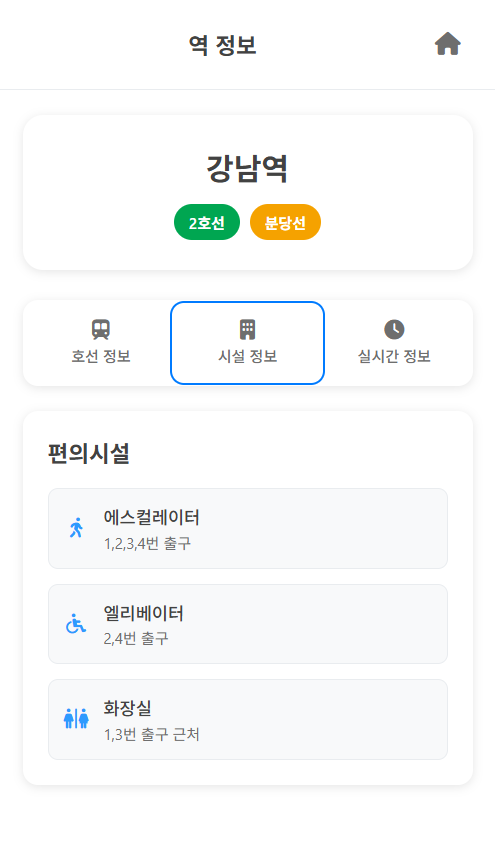 역 정보
강남역
2호선 분당선
호선 정보 시설 정보 실시간 정보
편의시설
에스컬레이터
1,2,3,4번 출구
엘리베이터
2,4번 출구
화장실
1,3번 출구 근처